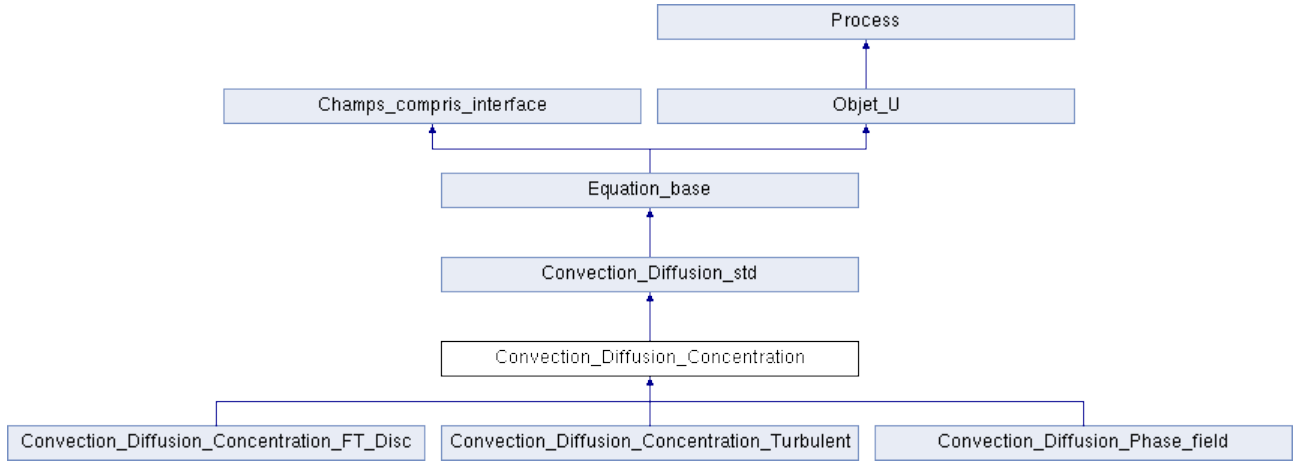 Process
Champs_compris_interface
Objet_U
Equation_base
Convection_Diffusion_std
Convection_Diffusion_Concentration
Convection_Diffusion_Concentration_FT_Disc
Convection_Diffusion_Concentration_Turbulent
Convection_Diffusion_Phase_field